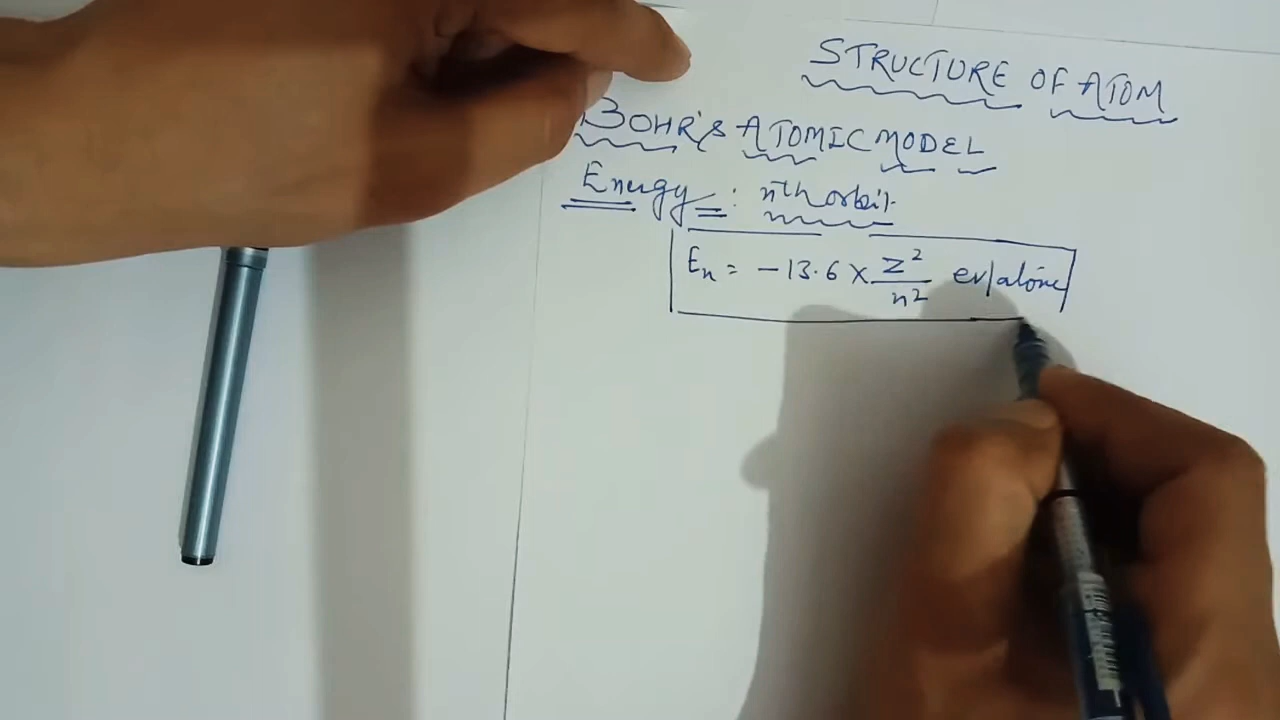 STRUCTURE OF ATOM
BOHR'S ATOMIC MODEL
Energy : nth orbit
En = -13.6 x Z²/n² ev/atom